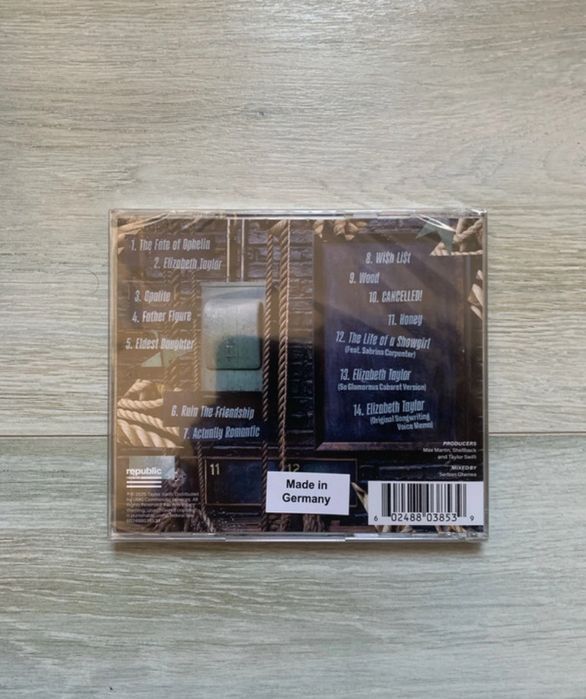 1. The Fate of Ophelia
2. Elizabeth Taylor
3. Opalite
4. Father Figure
5. Eldest Daughter
6. Ruin The Friendship
7. Actually Romantic
8. Wi$h Li$t
9. Wood
10. CANCELLED!
11. Honey
12. The Life of a Showgirl
(Feat. Sabrina Carpenter)
13. Elizabeth Taylor
(So Glamorous Cabaret Version)
14. Elizabeth Taylor
(Original Songwriting
Voice Memo)
PRODUCERS
Max Martin, Shellback
and Taylor Swift
MIXED BY
Serban Ghenea
republic
11
12
Made in
Germany
6 02488 03853 9